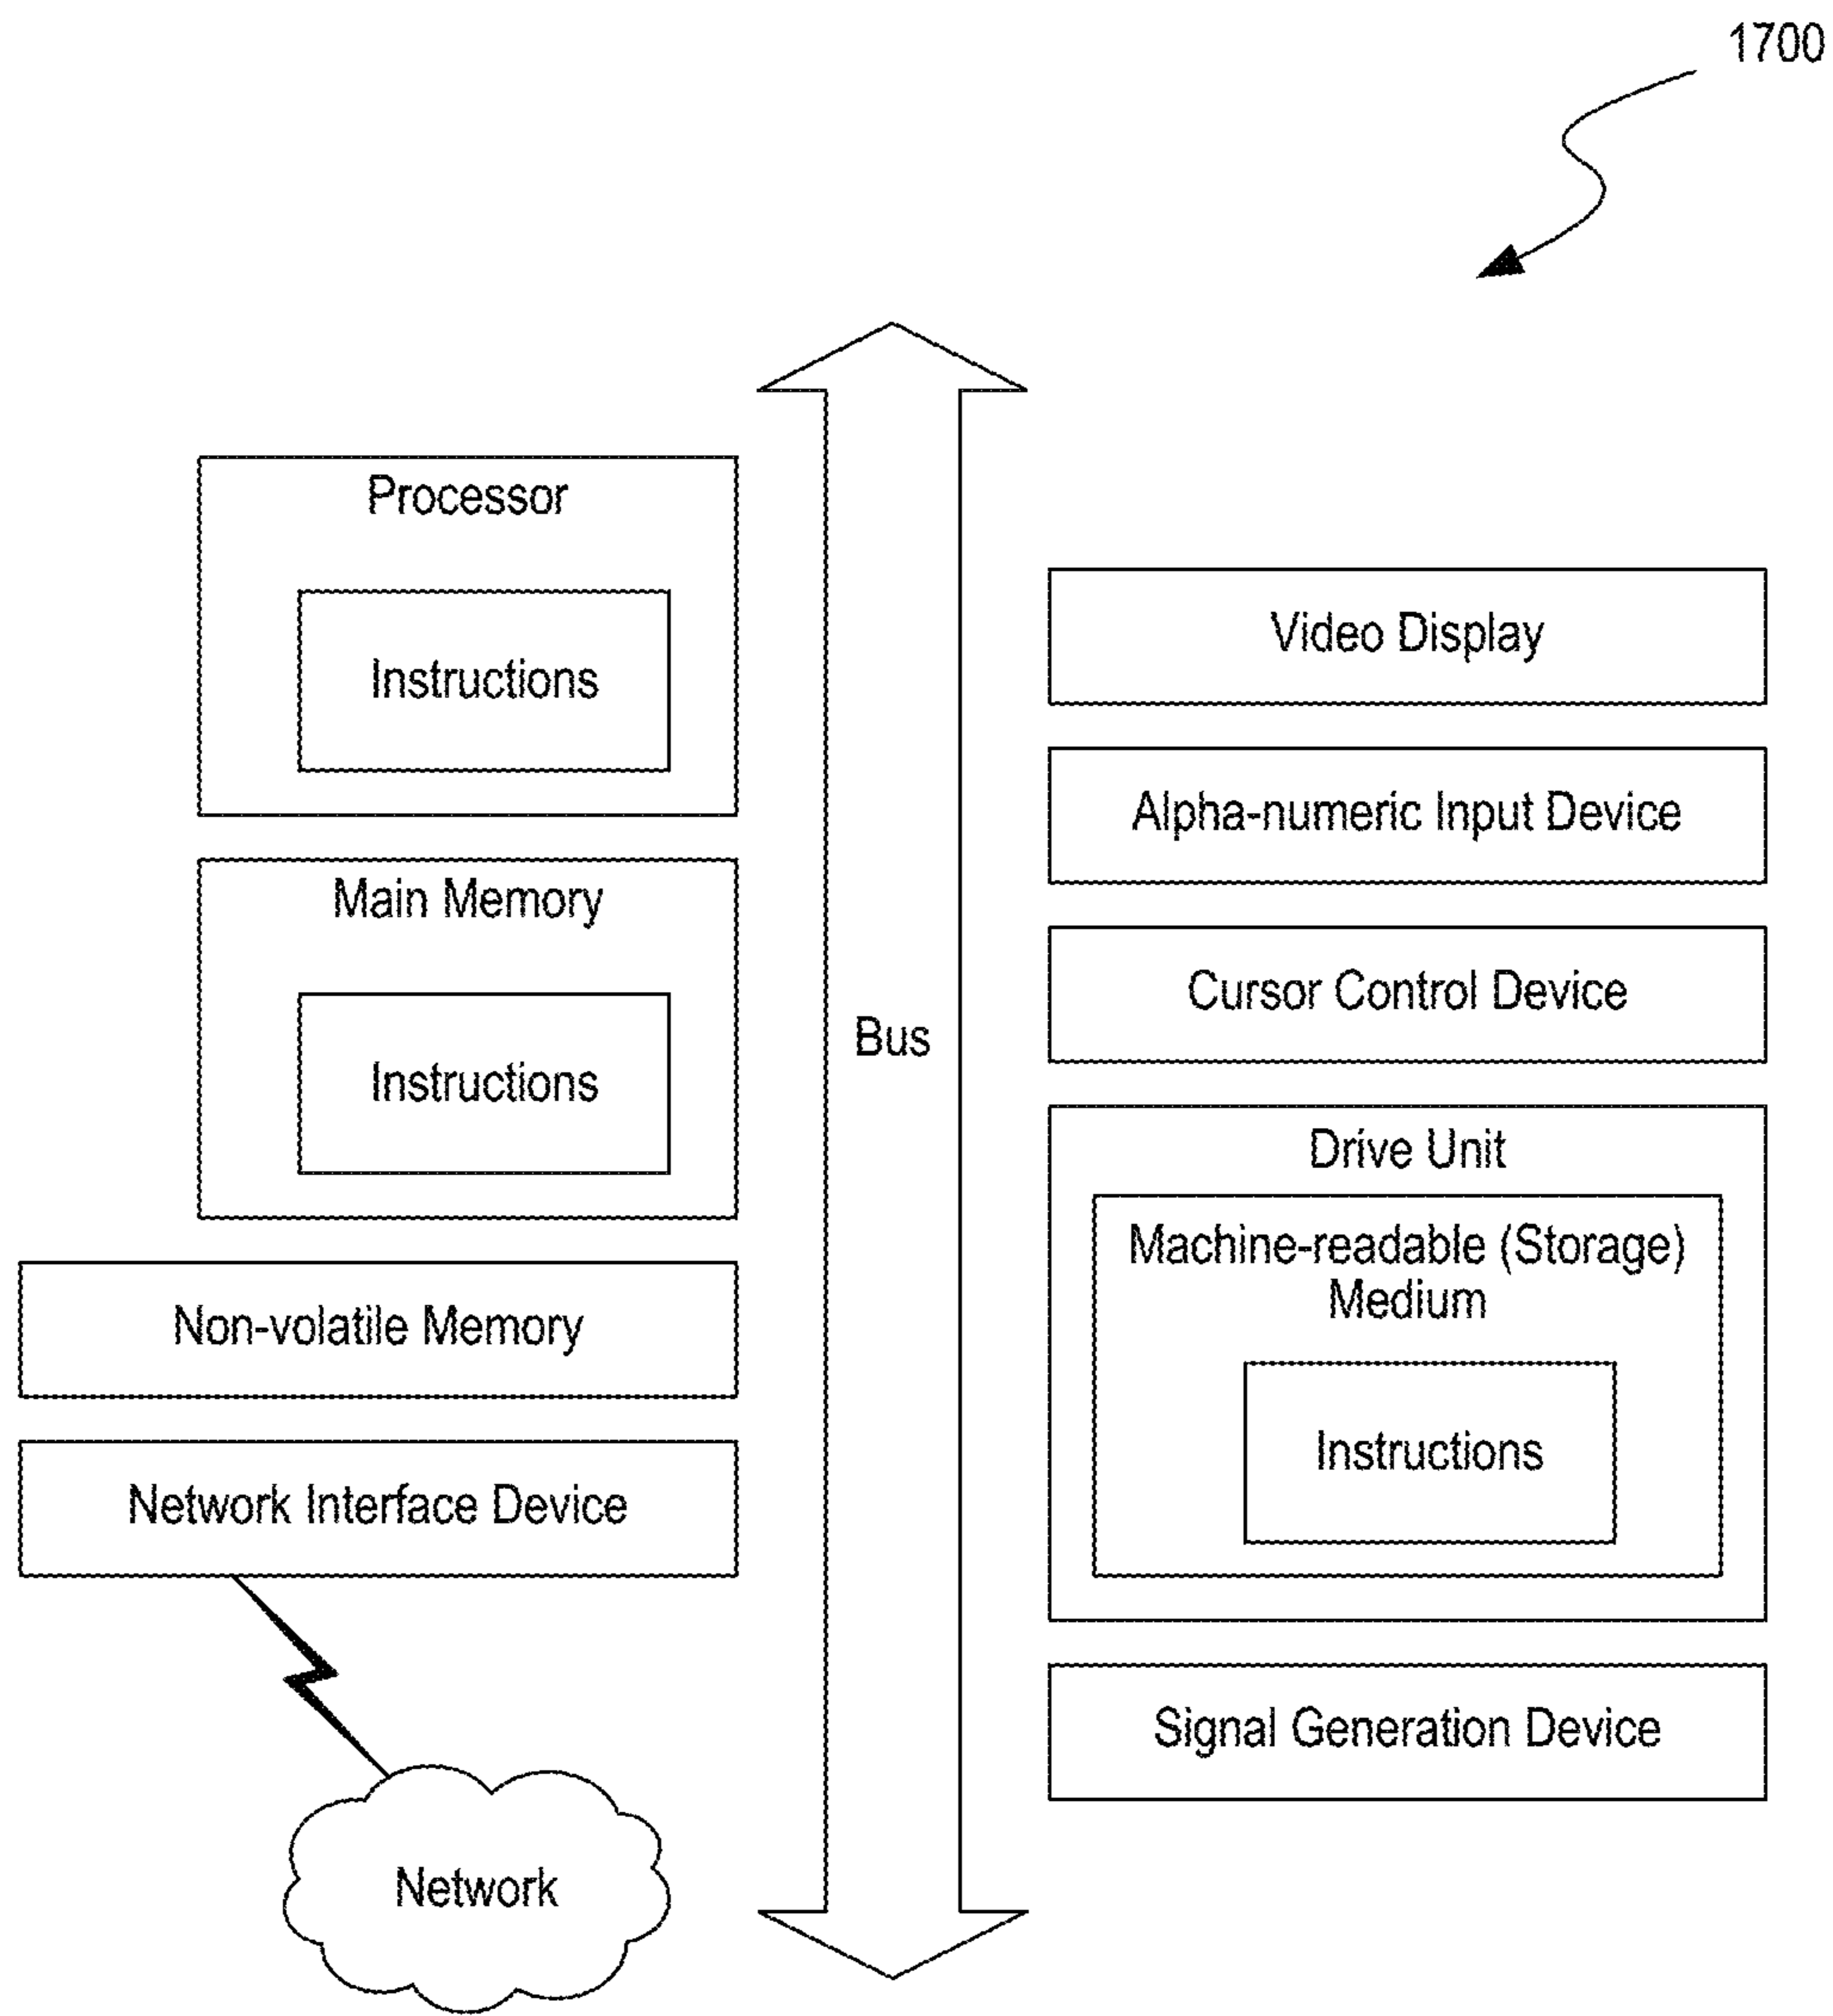 1700
Processor
Instructions
Main Memory
Instructions
Non-volatile Memory
Network Interface Device
Network
Bus
Video Display
Alpha-numeric Input Device
Cursor Control Device
Drive Unit
Machine-readable (Storage)
Medium
Instructions
Signal Generation Device